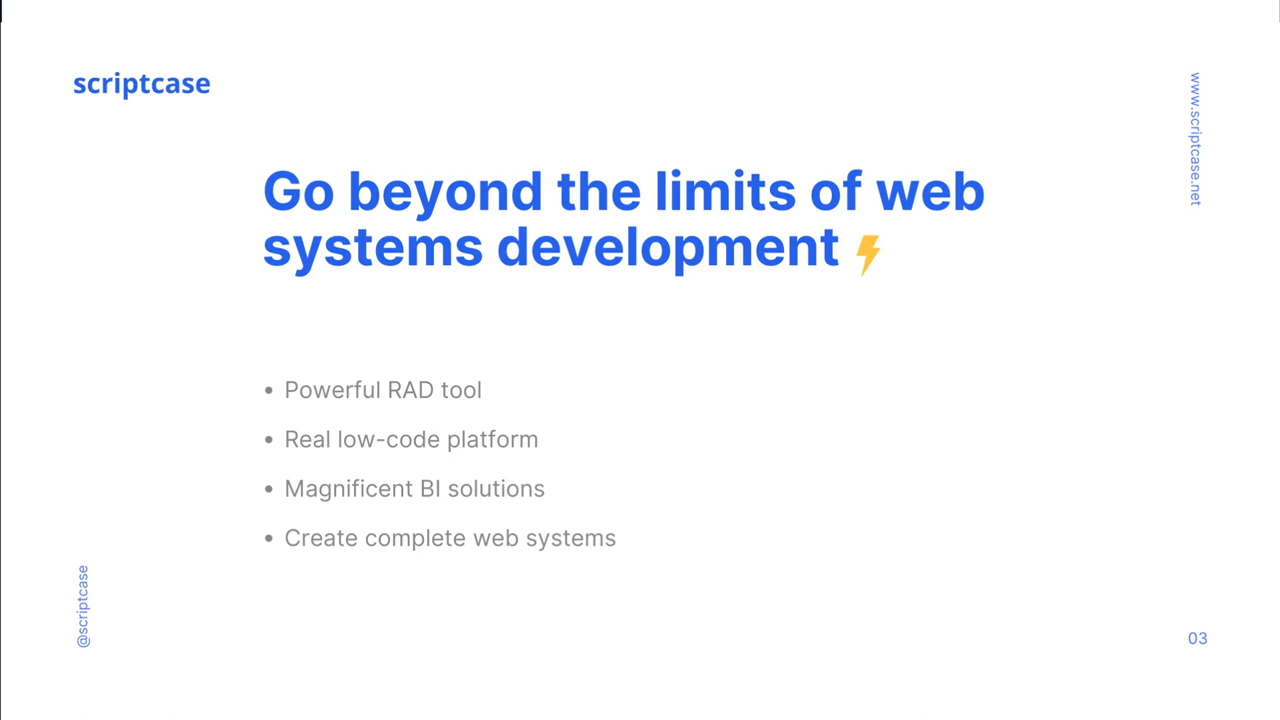 scriptcase
www.scriptcase.net
Go beyond the limits of web
systems development ⚡
• Powerful RAD tool
• Real low-code platform
• Magnificent BI solutions
• Create complete web systems
@scriptcase
03